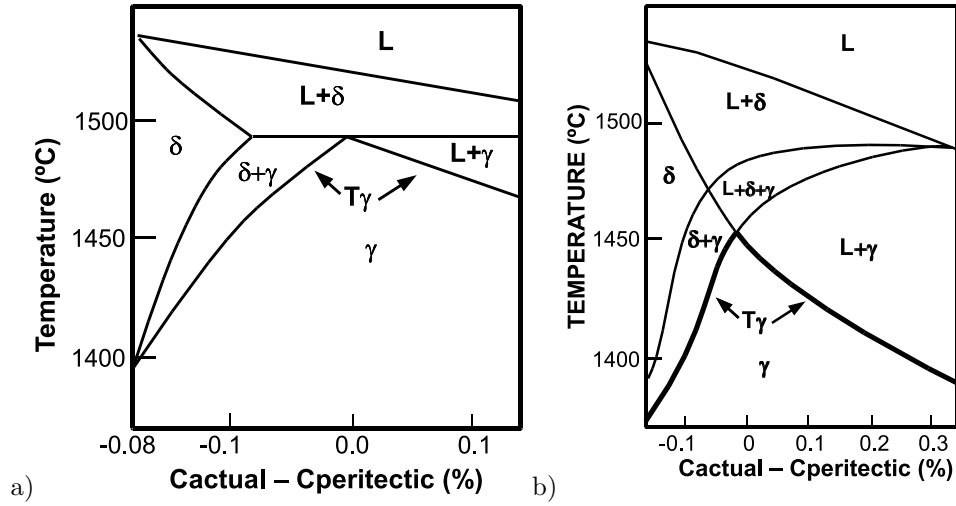 L
L+δ
1500
δ
L+γ
δ+γ
Tγ
1450
γ
1400
Temperature (ºC)
-0.08
-0.1
0.0
0.1
Cactual – Cperitectic (%)
a)
L
L+δ
1500
δ
L+δ+γ
δ+γ
L+γ
1450
Tγ
1400
γ
TEMPERATURE (ºC)
-0.1
0
0.1
0.2
0.3
Cactual – Cperitectic (%)
b)